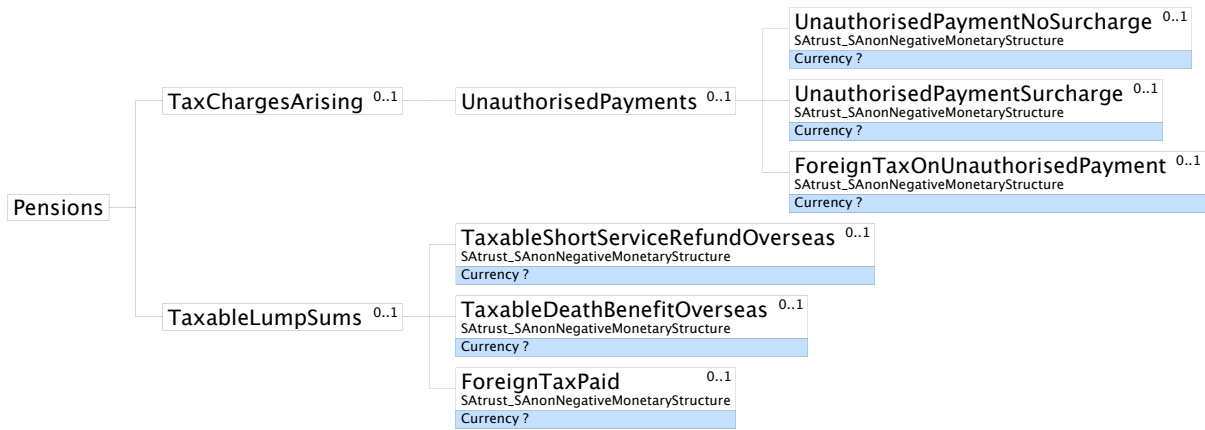 UnauthorisedPaymentNoSurcharge 0..1
SAtrust_SAnonNegativeMonetaryStructure
Currency ?
TaxChargesArising 0..1
UnauthorisedPayments 0..1
UnauthorisedPaymentSurcharge 0..1
SAtrust_SAnonNegativeMonetaryStructure
Currency ?
ForeignTaxOnUnauthorisedPayment 0..1
SAtrust_SAnonNegativeMonetaryStructure
Currency ?
Pensions
TaxableShortServiceRefundOverseas 0..1
SAtrust_SAnonNegativeMonetaryStructure
Currency ?
TaxableLumpSums 0..1
TaxableDeathBenefitOverseas 0..1
SAtrust_SAnonNegativeMonetaryStructure
Currency ?
ForeignTaxPaid 0..1
SAtrust_SAnonNegativeMonetaryStructure
Currency ?